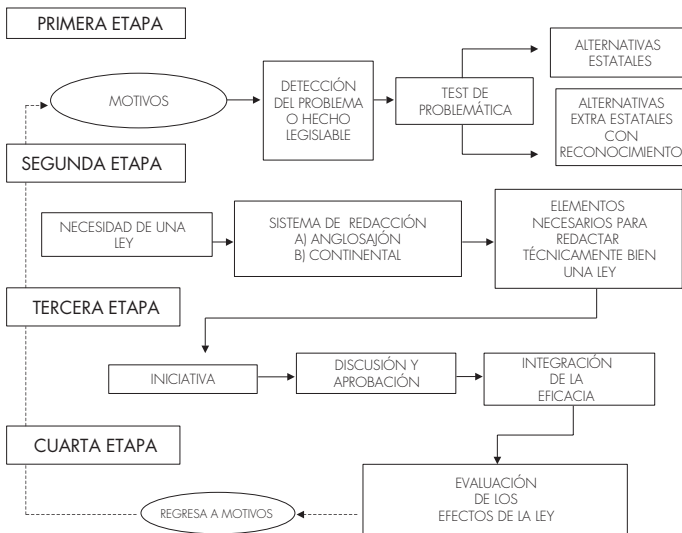 PRIMERA ETAPA
MOTIVOS
DETECCIÓN
DEL PROBLEMA
O HECHO
LEGISLABLE
TEST DE
PROBLEMÁTICA
ALTERNATIVAS
ESTATALES
ALTERNATIVAS
EXTRA ESTATALES
CON
RECONOCIMIENTO
SEGUNDA ETAPA
NECESIDAD DE UNA
LEY
SISTEMA DE REDACCIÓN
A) ANGLOSAJÓN
B) CONTINENTAL
ELEMENTOS
NECESARIOS PARA
REDACTAR
TÉCNICAMENTE BIEN
UNA LEY
TERCERA ETAPA
INICIATIVA
DISCUSIÓN Y
APROBACIÓN
INTEGRACIÓN
DE LA
EFICACIA
CUARTA ETAPA
EVALUACIÓN
DE LOS
EFECTOS DE LA LEY
REGRESA A MOTIVOS